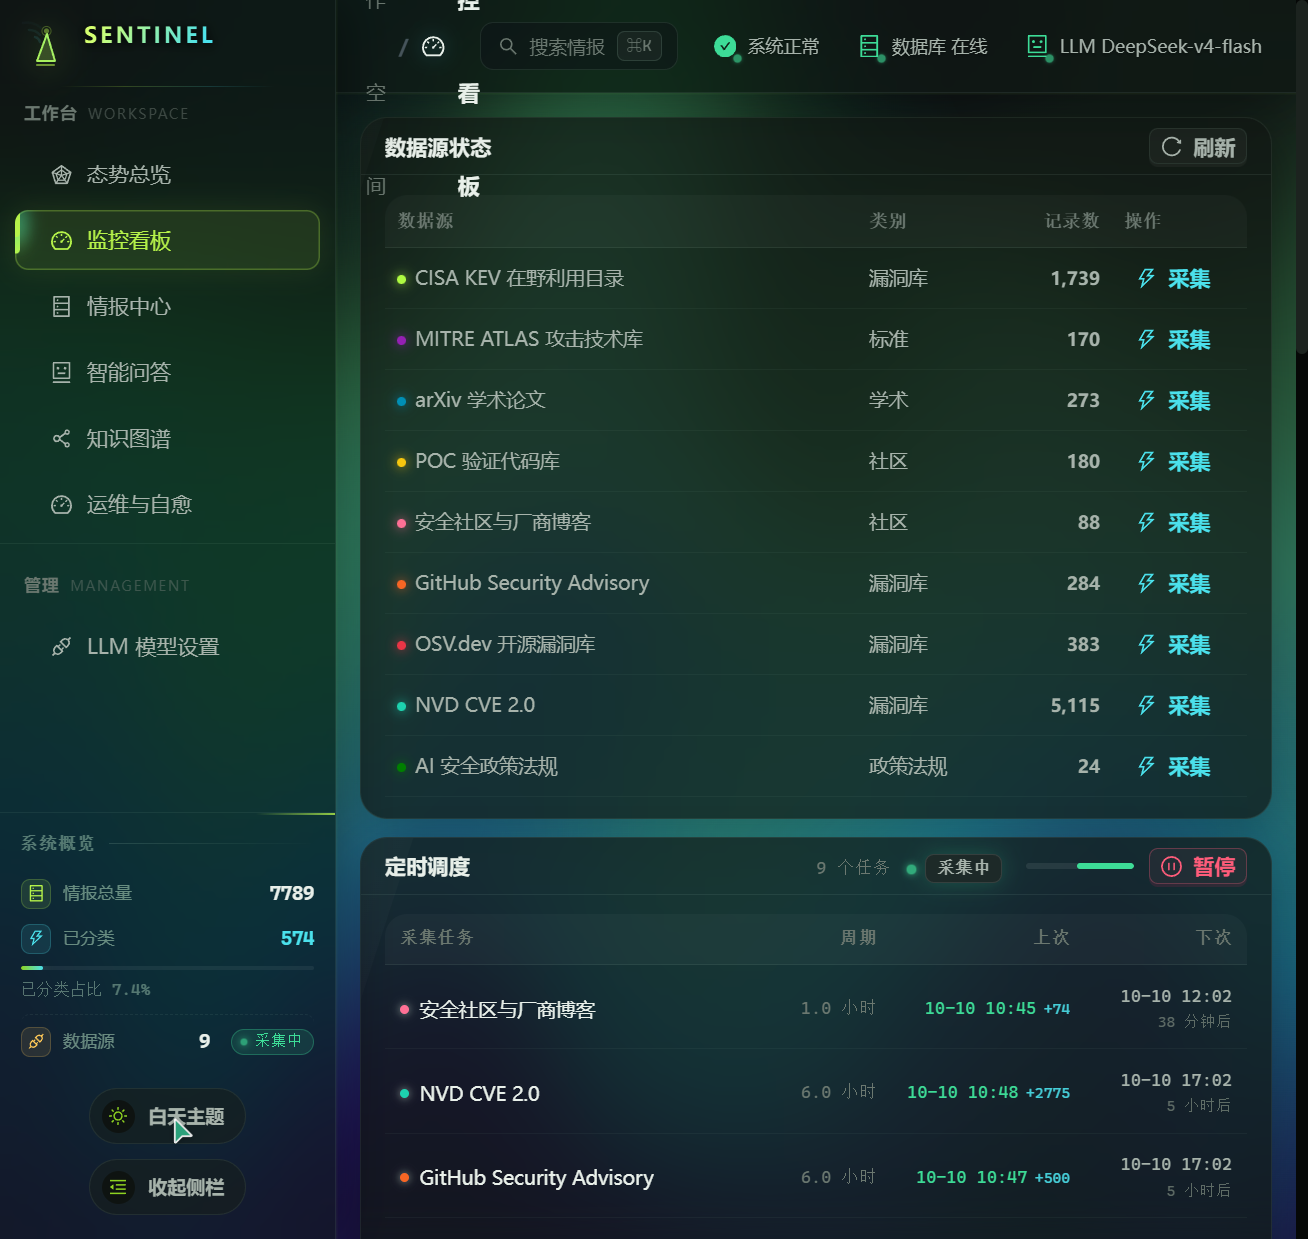 SENTINEL
工作台 WORKSPACE
态势总览
监控看板
情报中心
智能问答
知识图谱
运维与自愈
管理 MANAGEMENT
LLM 模型设置
系统概览
情报总量 7789
已分类 574
已分类占比 7.4%
数据源 9 采集中
白天主题
收起侧栏
作
空
间
/
控
看
板
搜索情报 ⌘K
系统正常
数据库 在线
LLM DeepSeek-v4-flash
数据源状态 刷新
数据源 类别 记录数 操作
CISA KEV 在野利用目录 漏洞库 1,739 采集
MITRE ATLAS 攻击技术库 标准 170 采集
arXiv 学术论文 学术 273 采集
POC 验证代码库 社区 180 采集
安全社区与厂商博客 社区 88 采集
GitHub Security Advisory 漏洞库 284 采集
OSV.dev 开源漏洞库 漏洞库 383 采集
NVD CVE 2.0 漏洞库 5,115 采集
AI 安全政策法规 政策法规 24 采集
定时调度 9 个任务 采集中 暂停
采集任务 周期 上次 下次
安全社区与厂商博客 1.0 小时 10-10 10:45 +74 10-10 12:02
38 分钟后
NVD CVE 2.0 6.0 小时 10-10 10:48 +2775 10-10 17:02
5 小时后
GitHub Security Advisory 6.0 小时 10-10 10:47 +500 10-10 17:02
5 小时后